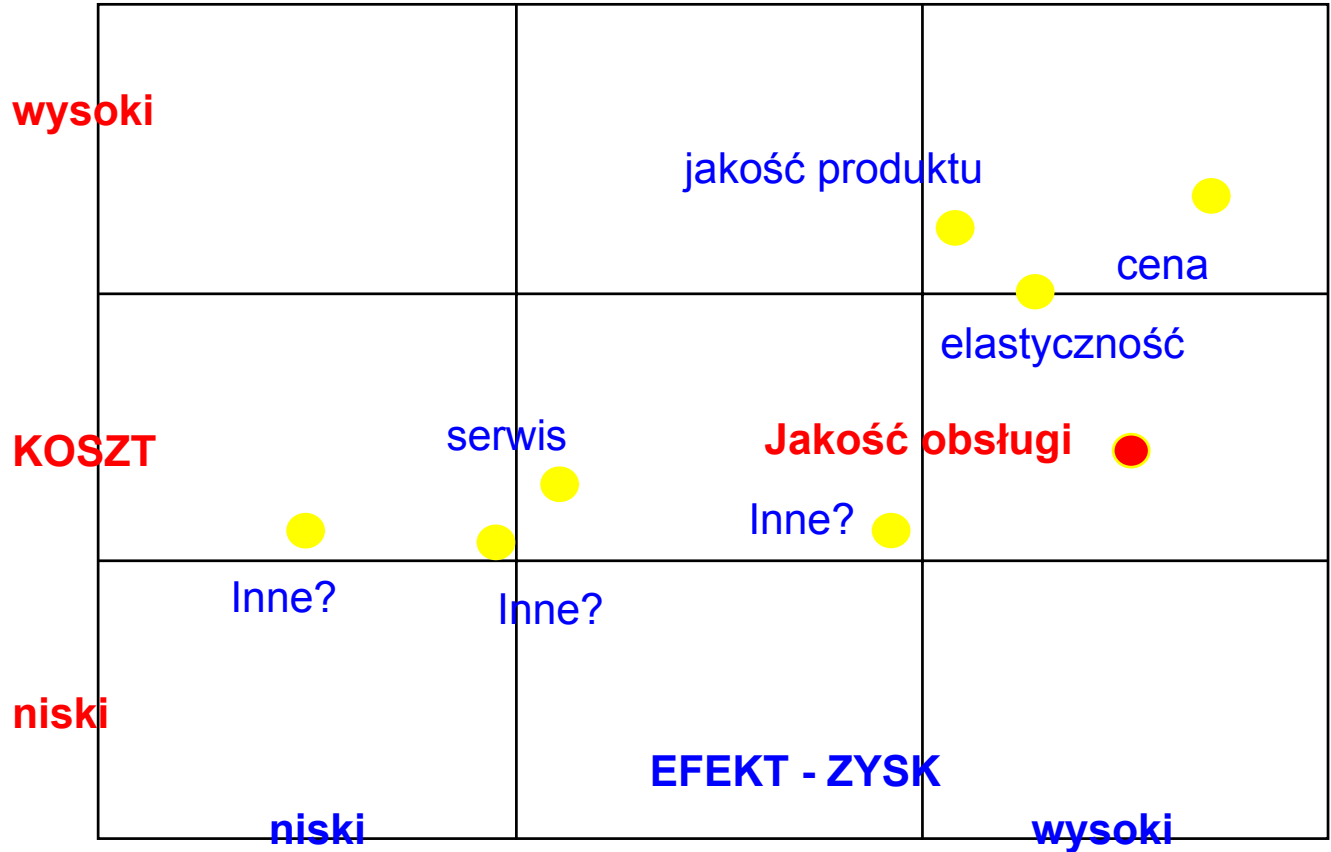 wysoki
jakość produktu
cena
elastyczność
KOSZT
serwis
Jakość obsługi
Inne?
Inne?
Inne?
niski
EFEKT - ZYSK
niski
wysoki